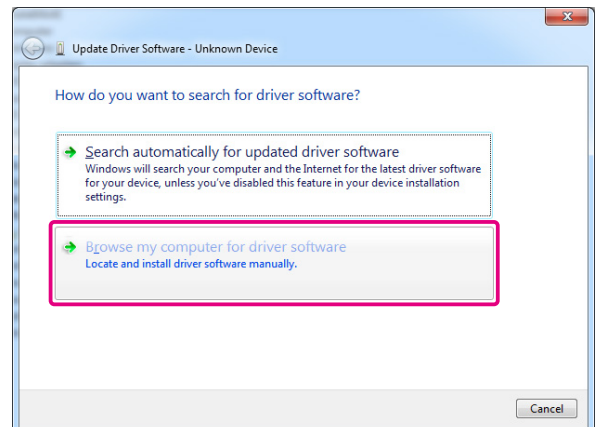 Update Driver Software - Unknown Device
How do you want to search for driver software?
Search automatically for updated driver software
Windows will search your computer and the Internet for the latest driver software
for your device, unless you've disabled this feature in your device installation
settings.
Browse my computer for driver software
Locate and install driver software manually.
Cancel